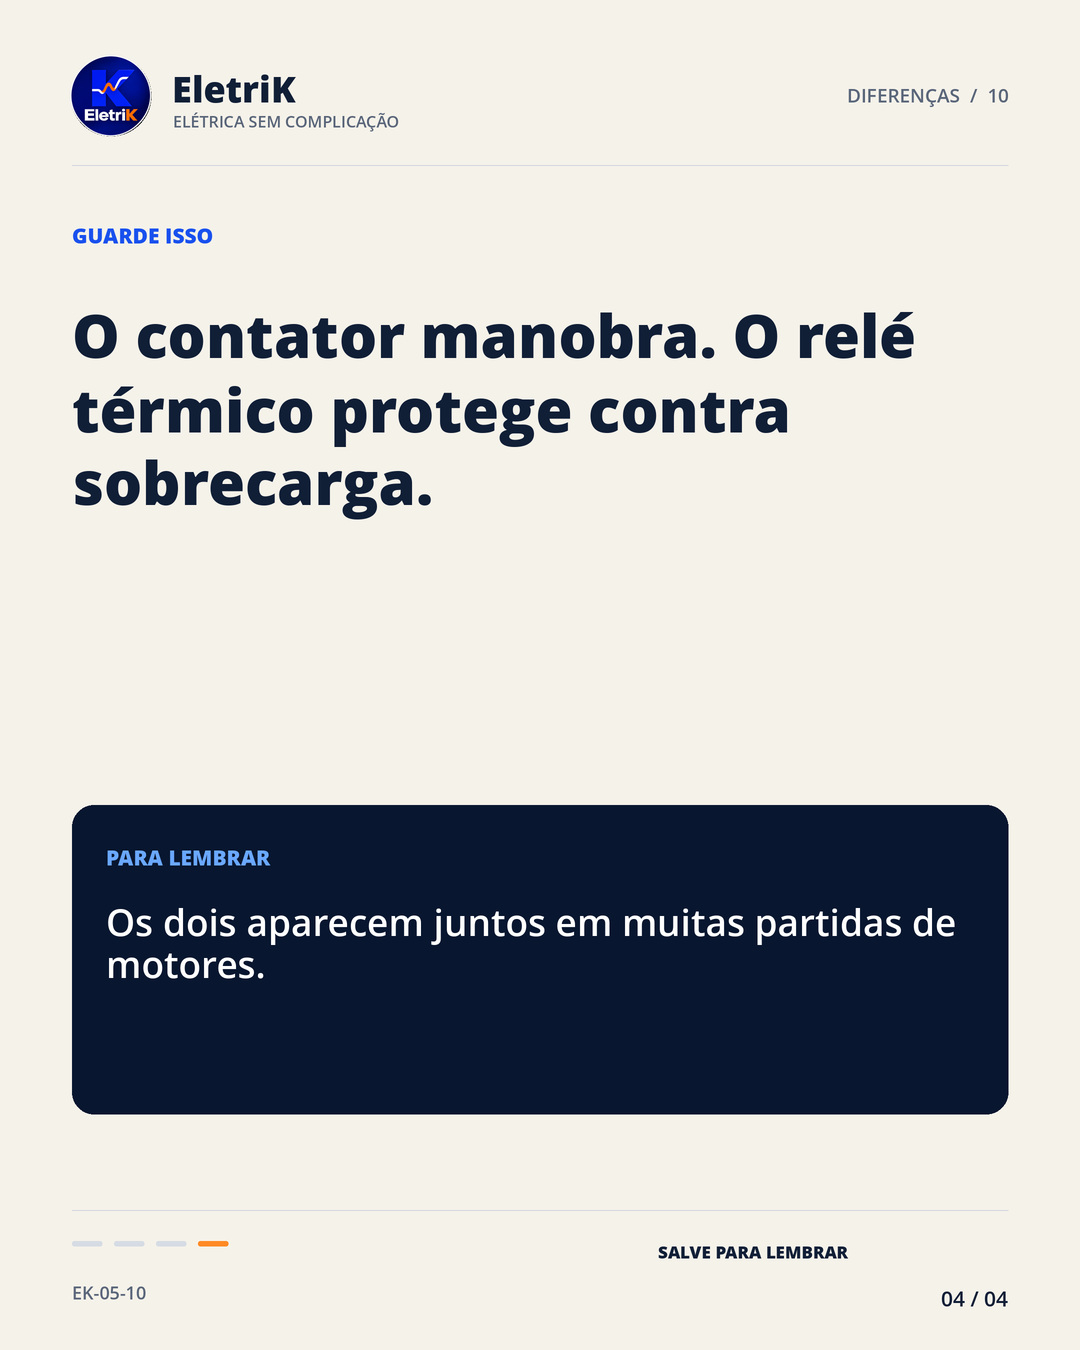 EletriK
EletriK
ELÉTRICA SEM COMPLICAÇÃO
DIFERENÇAS / 10
GUARDE ISSO
O contator manobra. O relé
térmico protege contra
sobrecarga.
PARA LEMBRAR
Os dois aparecem juntos em muitas partidas de
motores.
SALVE PARA LEMBRAR
EK-05-10
04 / 04